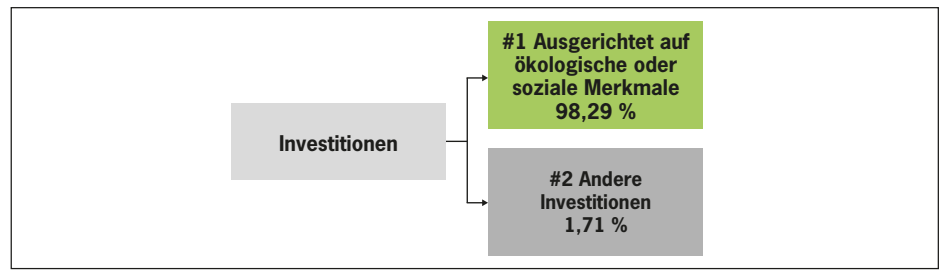 #1 Ausgerichtet auf
ökologische oder
soziale Merkmale
98,29 %
Investitionen
#2 Andere
Investitionen
1,71 %